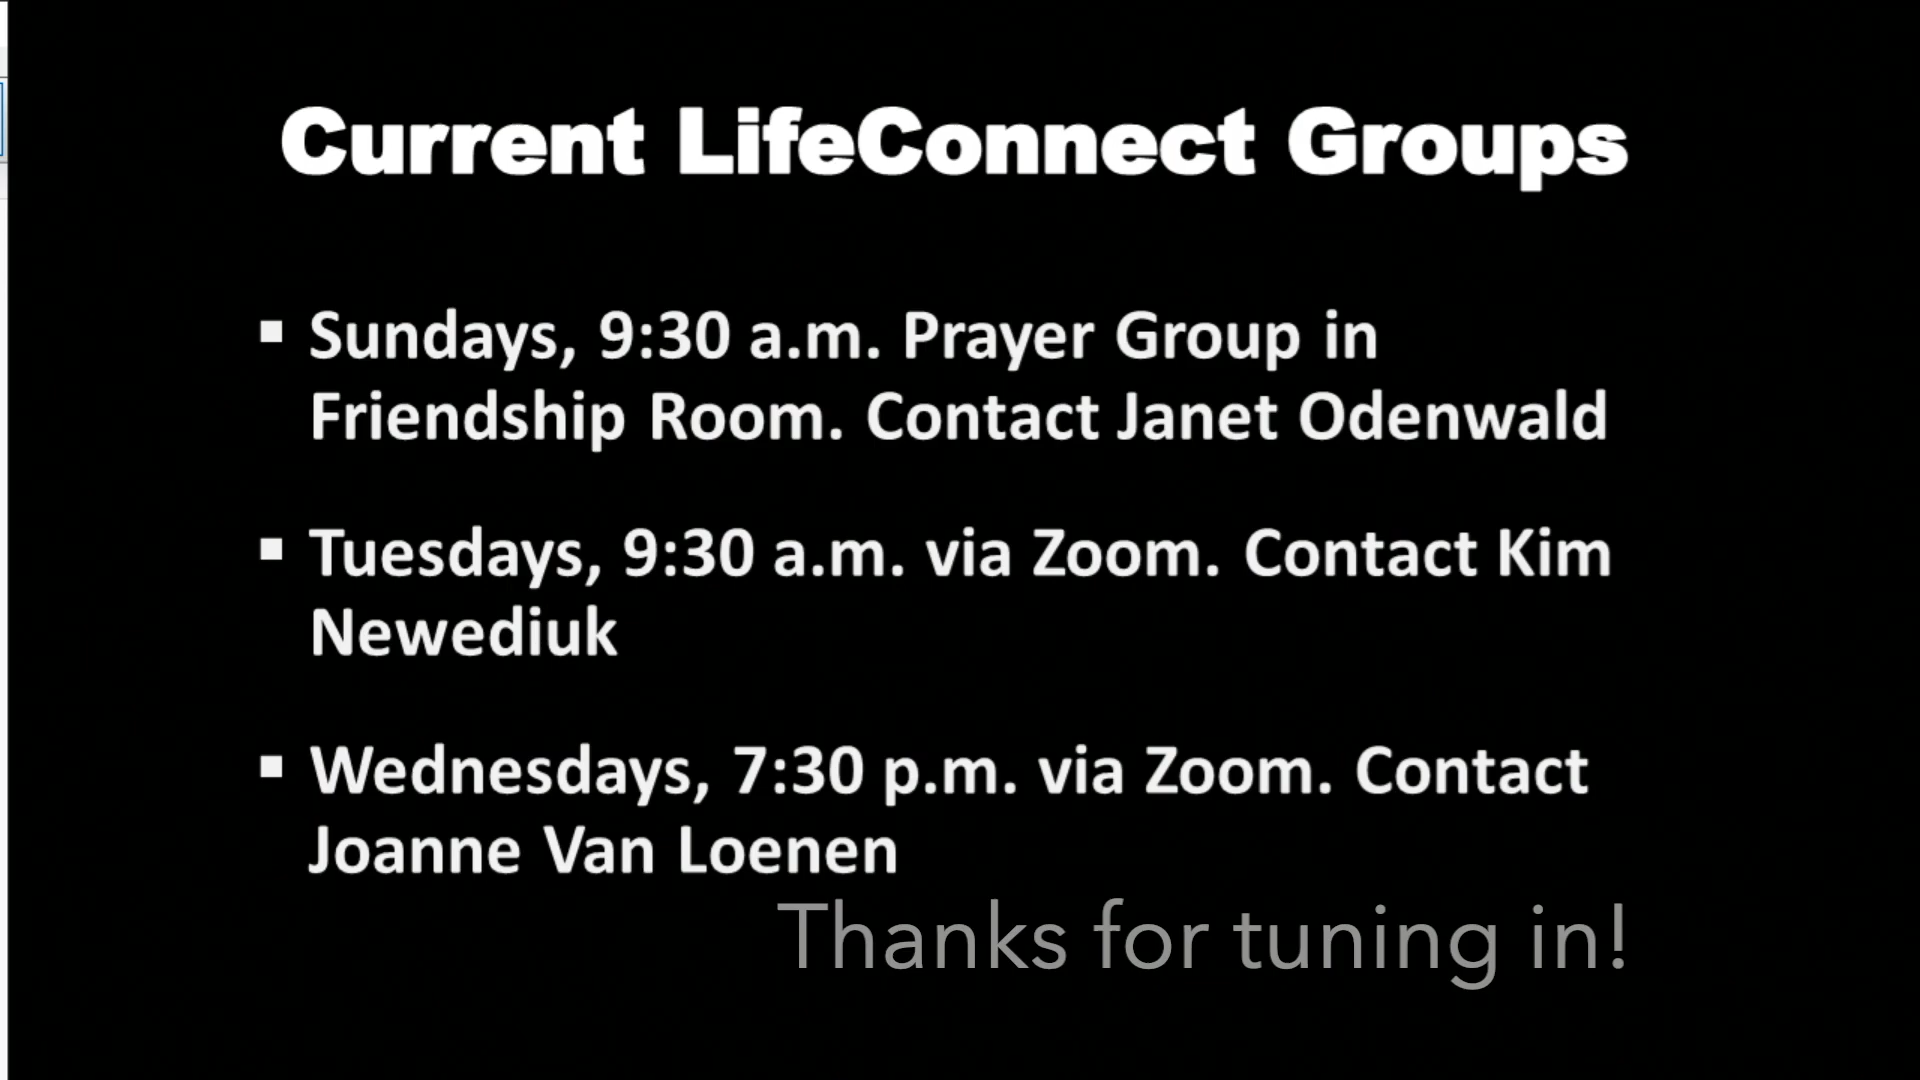 Current LifeConnect Groups
▪ Sundays, 9:30 a.m. Prayer Group in
Friendship Room. Contact Janet Odenwald
▪ Tuesdays, 9:30 a.m. via Zoom. Contact Kim
Newediuk
▪ Wednesdays, 7:30 p.m. via Zoom. Contact
Joanne Van Loenen
Thanks for tuning in!